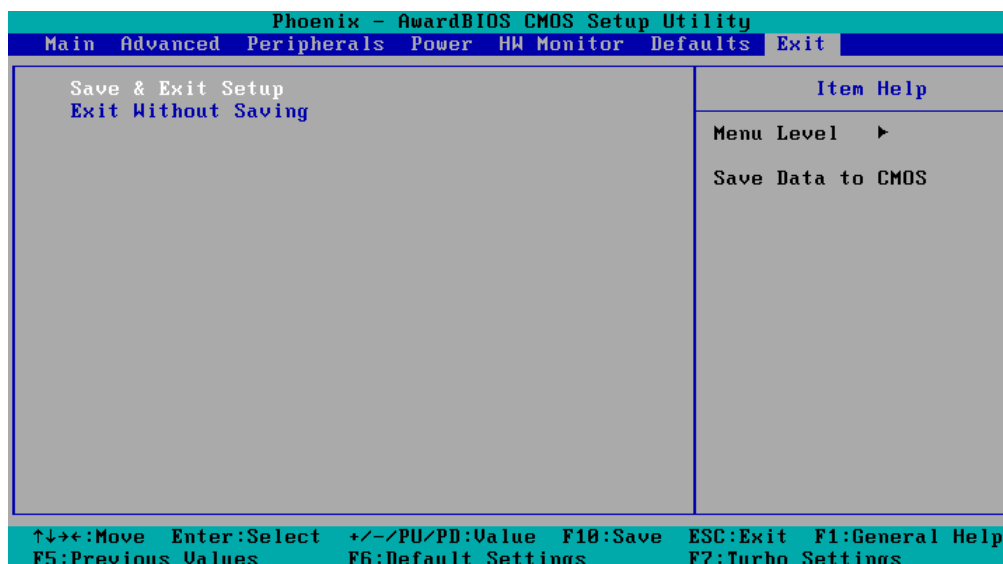 Phoenix - AwardBIOS CMOS Setup Utility
Main Advanced Peripherals Power HW Monitor Defaults Exit
Save & Exit Setup
Exit Without Saving
Item Help
Menu Level ▶
Save Data to CMOS
↑↓→←:Move Enter:Select +/-/PU/PD:Value F10:Save ESC:Exit F1:General Help
F5:Previous Values F6:Default Settings F7:Turbo Settings